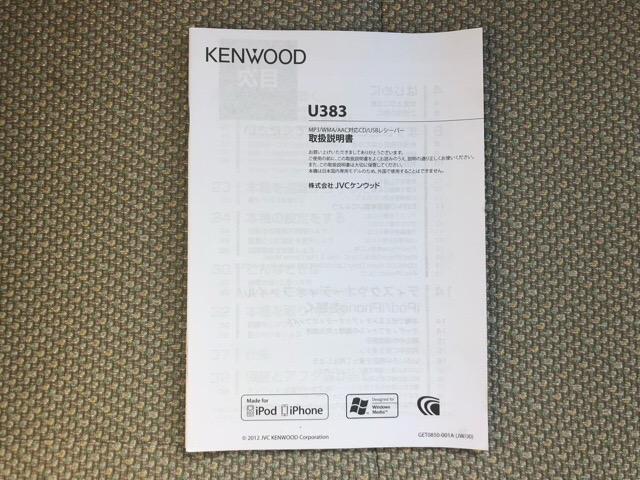 KENWOOD
U383
MP3/WMA/AAC対応CD/USBレシーバー
取扱説明書
お買い上げいただきましてありがとうございます。
ご使用の前に、この取扱説明書をよくお読みのうえ、説明の通り正しくお使いください。
また、この取扱説明書は大切に保管してください。
本機は日本国内専用モデルのため、外国で使用することはできません。
株式会社 JVCケンウッド
Made for
iPod iPhone
Designed for
Windows
Media™
© 2012 JVC KENWOOD Corporation
GET0850-001A (JW/00)